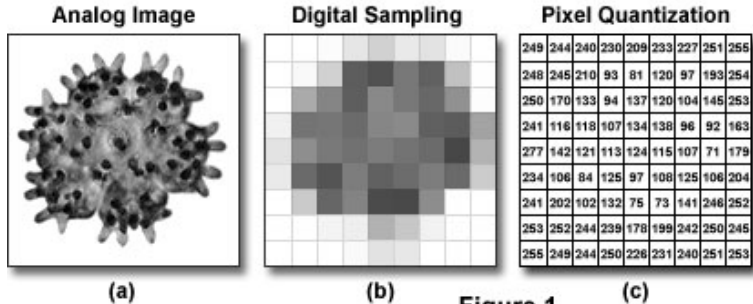 Analog Image Digital Sampling Pixel Quantization
249 244 240 230 209 233 227 251 255
248 245 210 93 81 120 97 193 254
250 170 133 94 137 120 104 145 253
241 116 118 107 134 138 96 92 163
277 142 121 113 124 115 107 71 179
234 106 84 125 97 108 125 106 204
241 202 102 132 75 73 141 246 252
253 252 244 239 178 199 242 250 245
255 249 244 250 226 231 240 251 253
(a) (b) (c)
Figure 1